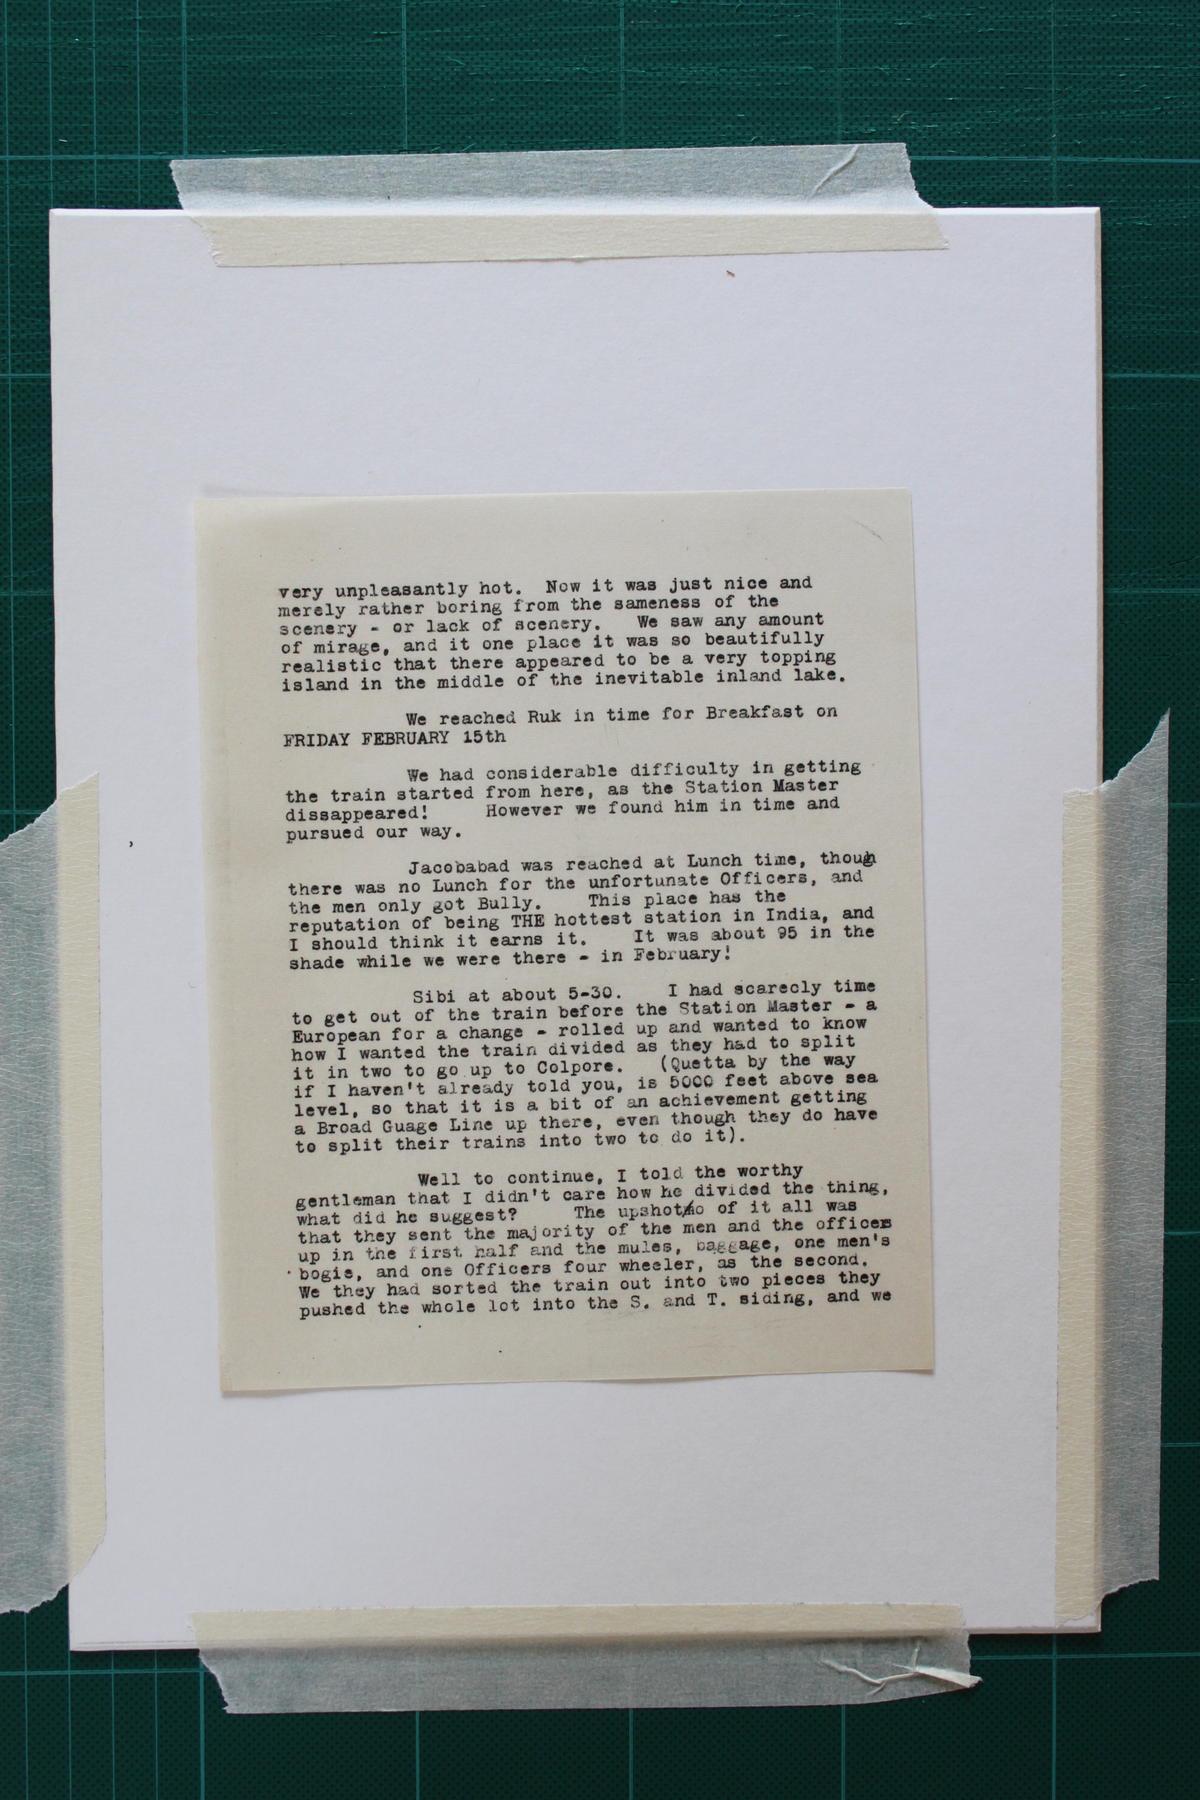 very unpleasantly hot.  Now it was just nice and
merely rather boring from the sameness of the
scenery - or lack of scenery.   We saw any amount
of mirage, and it one place it was so beautifully
realistic that there appeared to be a very topping
island in the middle of the inevitable inland lake.
We reached Ruk in time for Breakfast on
FRIDAY FEBRUARY 15th
We had considerable difficulty in getting
the train started from here, as the Station Master
dissappeared!    However we found him in time and
pursued our way.
Jacobabad was reached at Lunch time, though
there was no Lunch for the unfortunate Officers, and
the men only got Bully.    This place has the
reputation of being THE hottest station in India, and
I should think it earns it.    It was about 95 in the
shade while we were there - in February!
Sibi at about 5-30.    I had scarecly time
to get out of the train before the Station Master - a
European for a change - rolled up and wanted to know
how I wanted the train divided as they had to split
it in two to go up to Colpore.   (Quetta by the way
if I haven't already told you, is 5000 feet above sea
level, so that it is a bit of an achievement getting
a Broad Guage Line up there, even though they do have
to split their trains into two to do it).
Well to continue, I told the worthy
gentleman that I didn't care how he divided the thing,
what did he suggest?    The upshot of it all was
that they sent the majority of the men and the officers
up in the first half and the mules, baggage, one men's
bogie, and one Officers four wheeler, as the second.
We they had sorted the train out into two pieces they
pushed the whole lot into the S. and T. siding, and we